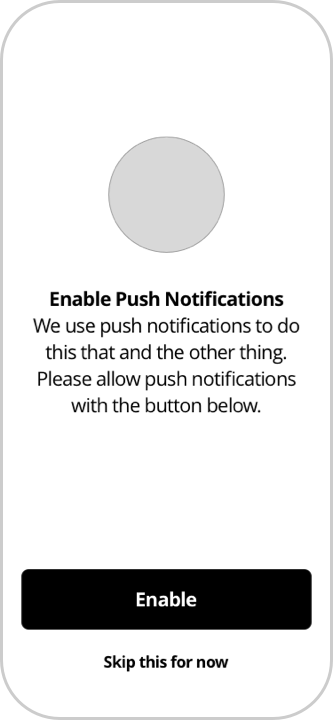 Enable Push Notifications
We use push notifications to do
this that and the other thing.
Please allow push notifications
with the button below.
Enable
Skip this for now